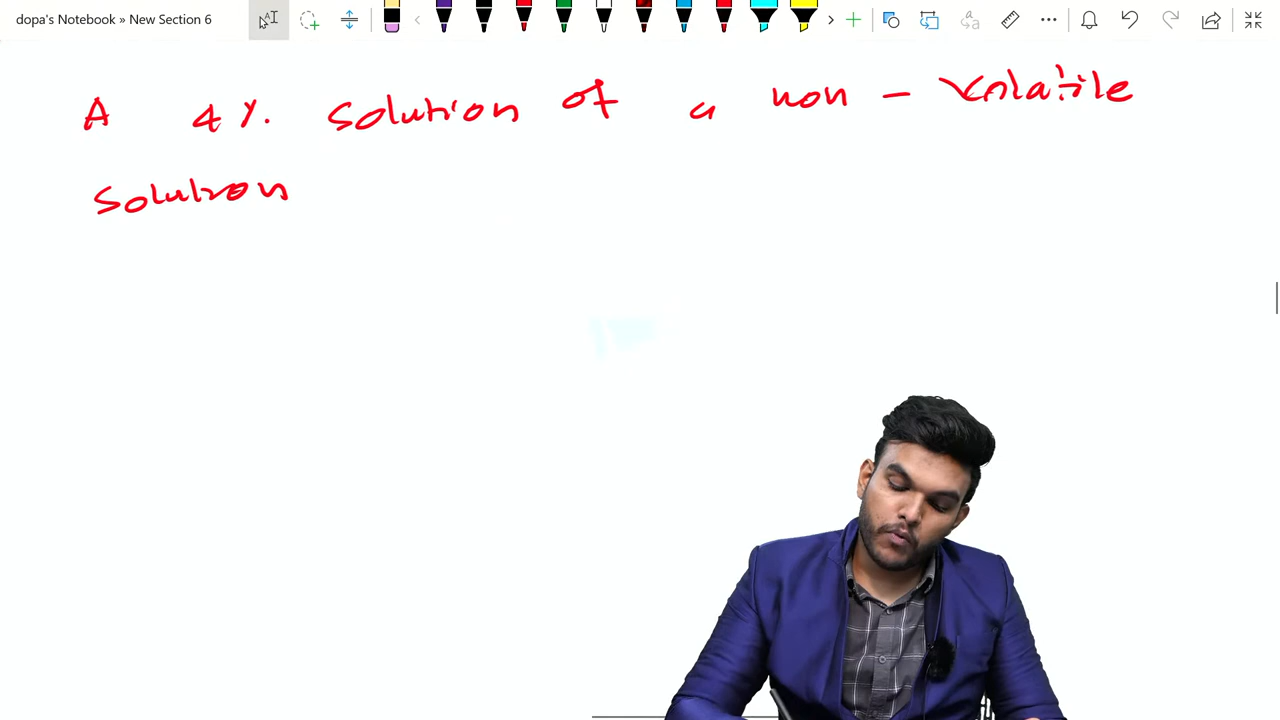 dopa's Notebook » New Section 6
A 4%. Solution of a non - volatile
Solution